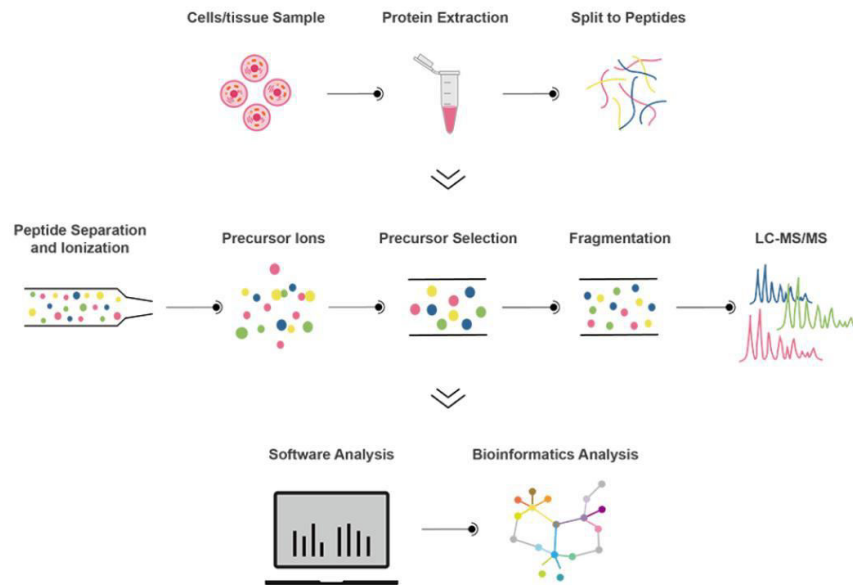 Cells/tissue Sample
Protein Extraction
Split to Peptides
Peptide Separation
and Ionization
Precursor Ions
Precursor Selection
Fragmentation
LC-MS/MS
Software Analysis
Bioinformatics Analysis